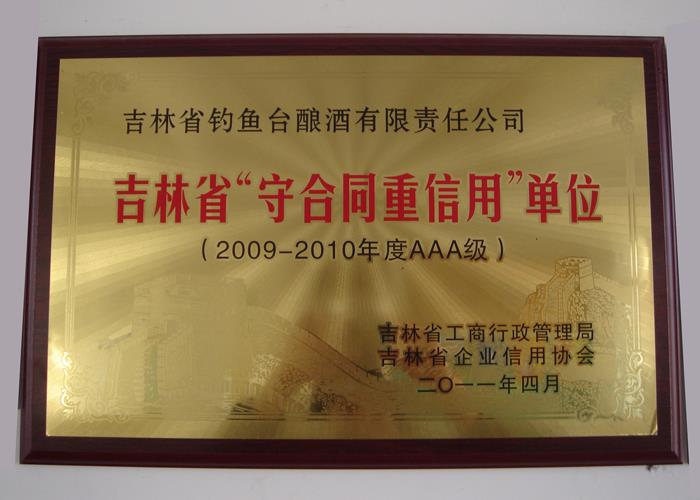 吉林省钓鱼台酿酒有限责任公司
吉林省“守合同重信用”单位
（2009-2010年度AAA级）
吉林省工商行政管理局
吉林省企业信用协会
二〇一一年四月